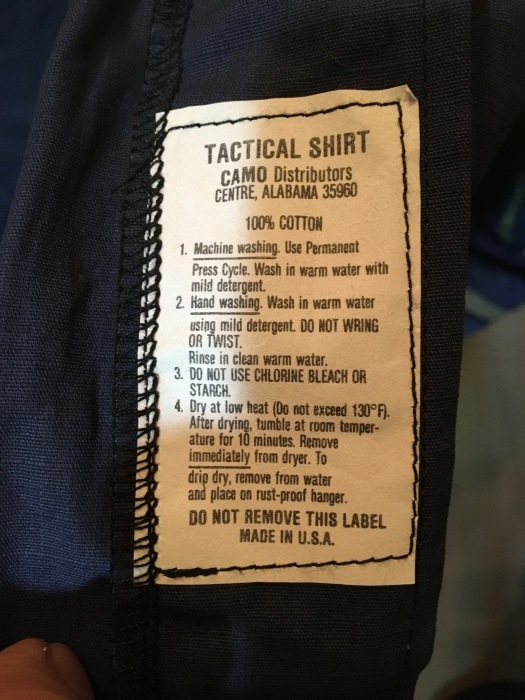 TACTICAL SHIRT
CAMO Distributors
CENTRE, ALABAMA 35960
100% COTTON
1. Machine washing. Use Permanent
Press Cycle. Wash in warm water with
mild detergent.
2. Hand washing. Wash in warm water
using mild detergent. DO NOT WRING
OR TWIST.
Rinse in clean warm water.
3. DO NOT USE CHLORINE BLEACH OR
STARCH.
4. Dry at low heat (Do not exceed 130°F).
After drying, tumble at room temper-
ature for 10 minutes. Remove
immediately from dryer. To
drip dry, remove from water
and place on rust-proof hanger.
DO NOT REMOVE THIS LABEL
MADE IN U.S.A.